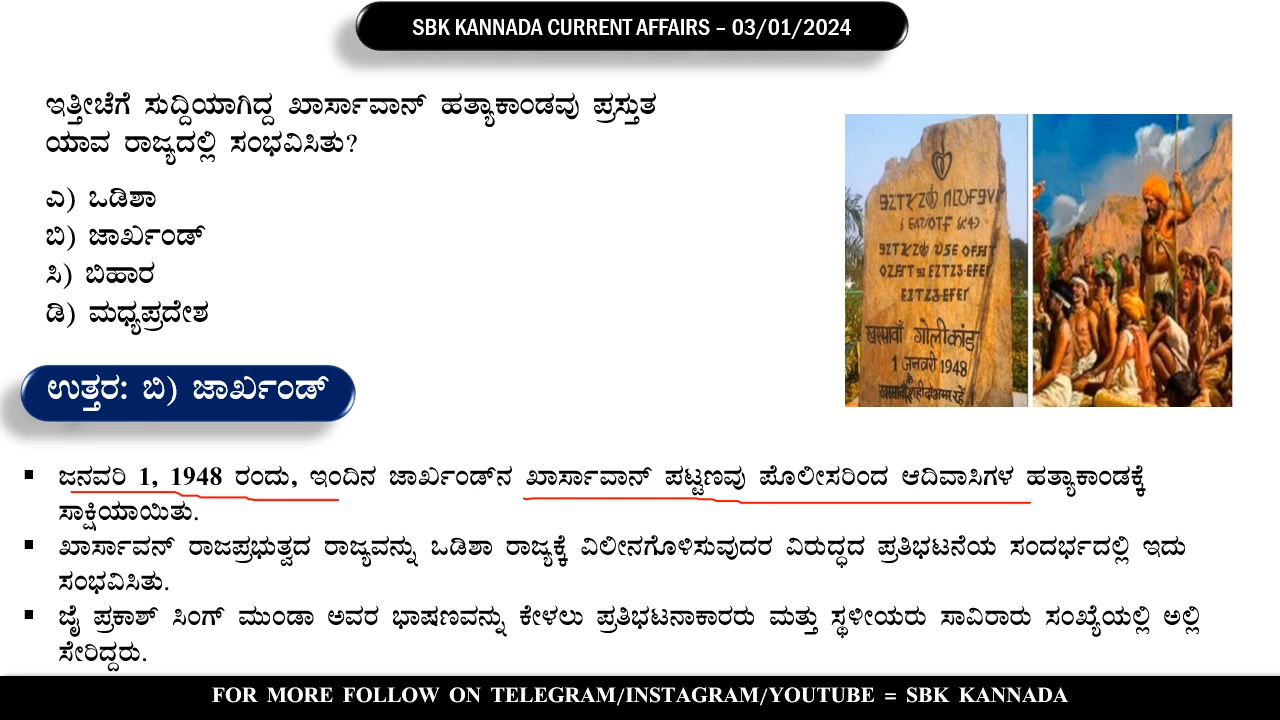 SBK KANNADA CURRENT AFFAIRS – 03/01/2024
ಇತ್ತೀಚೆಗೆ ಸುದ್ದಿಯಾಗಿದ್ದ ಖಾರ್ಸಾವಾನ್ ಹತ್ಯಾಕಾಂಡವು ಪ್ರಸ್ತುತ
ಯಾವ ರಾಜ್ಯದಲ್ಲಿ ಸಂಭವಿಸಿತು?
ಎ) ಒಡಿಶಾ
ಬಿ) ಜಾರ್ಖಂಡ್
ಸಿ) ಬಿಹಾರ
ಡಿ) ಮಧ್ಯಪ್ರದೇಶ
खरसावाँ गोलीकांड
1 जनवरी 1948
के
ಉತ್ತರ: ಬಿ) ಜಾರ್ಖಂಡ್
▪ ಜನವರಿ 1, 1948 ರಂದು, ಇಂದಿನ ಜಾರ್ಖಂಡ್‌ನ ಖಾರ್ಸಾವಾನ್ ಪಟ್ಟಣವು ಪೊಲೀಸರಿಂದ ಆದಿವಾಸಿಗಳ ಹತ್ಯಾಕಾಂಡಕ್ಕೆ
ಸಾಕ್ಷಿಯಾಯಿತು.
▪ ಖಾರ್ಸಾವನ್ ರಾಜಪ್ರಭುತ್ವದ ರಾಜ್ಯವನ್ನು ಒಡಿಶಾ ರಾಜ್ಯಕ್ಕೆ ವಿಲೀನಗೊಳಿಸುವುದರ ವಿರುದ್ಧದ ಪ್ರತಿಭಟನೆಯ ಸಂದರ್ಭದಲ್ಲಿ ಇದು
ಸಂಭವಿಸಿತು.
▪ ಜೈ ಪ್ರಕಾಶ್ ಸಿಂಗ್ ಮುಂಡಾ ಅವರ ಭಾಷಣವನ್ನು ಕೇಳಲು ಪ್ರತಿಭಟನಾಕಾರರು ಮತ್ತು ಸ್ಥಳೀಯರು ಸಾವಿರಾರು ಸಂಖ್ಯೆಯಲ್ಲಿ ಅಲ್ಲಿ
ಸೇರಿದ್ದರು.
FOR MORE FOLLOW ON TELEGRAM/INSTAGRAM/YOUTUBE = SBK KANNADA